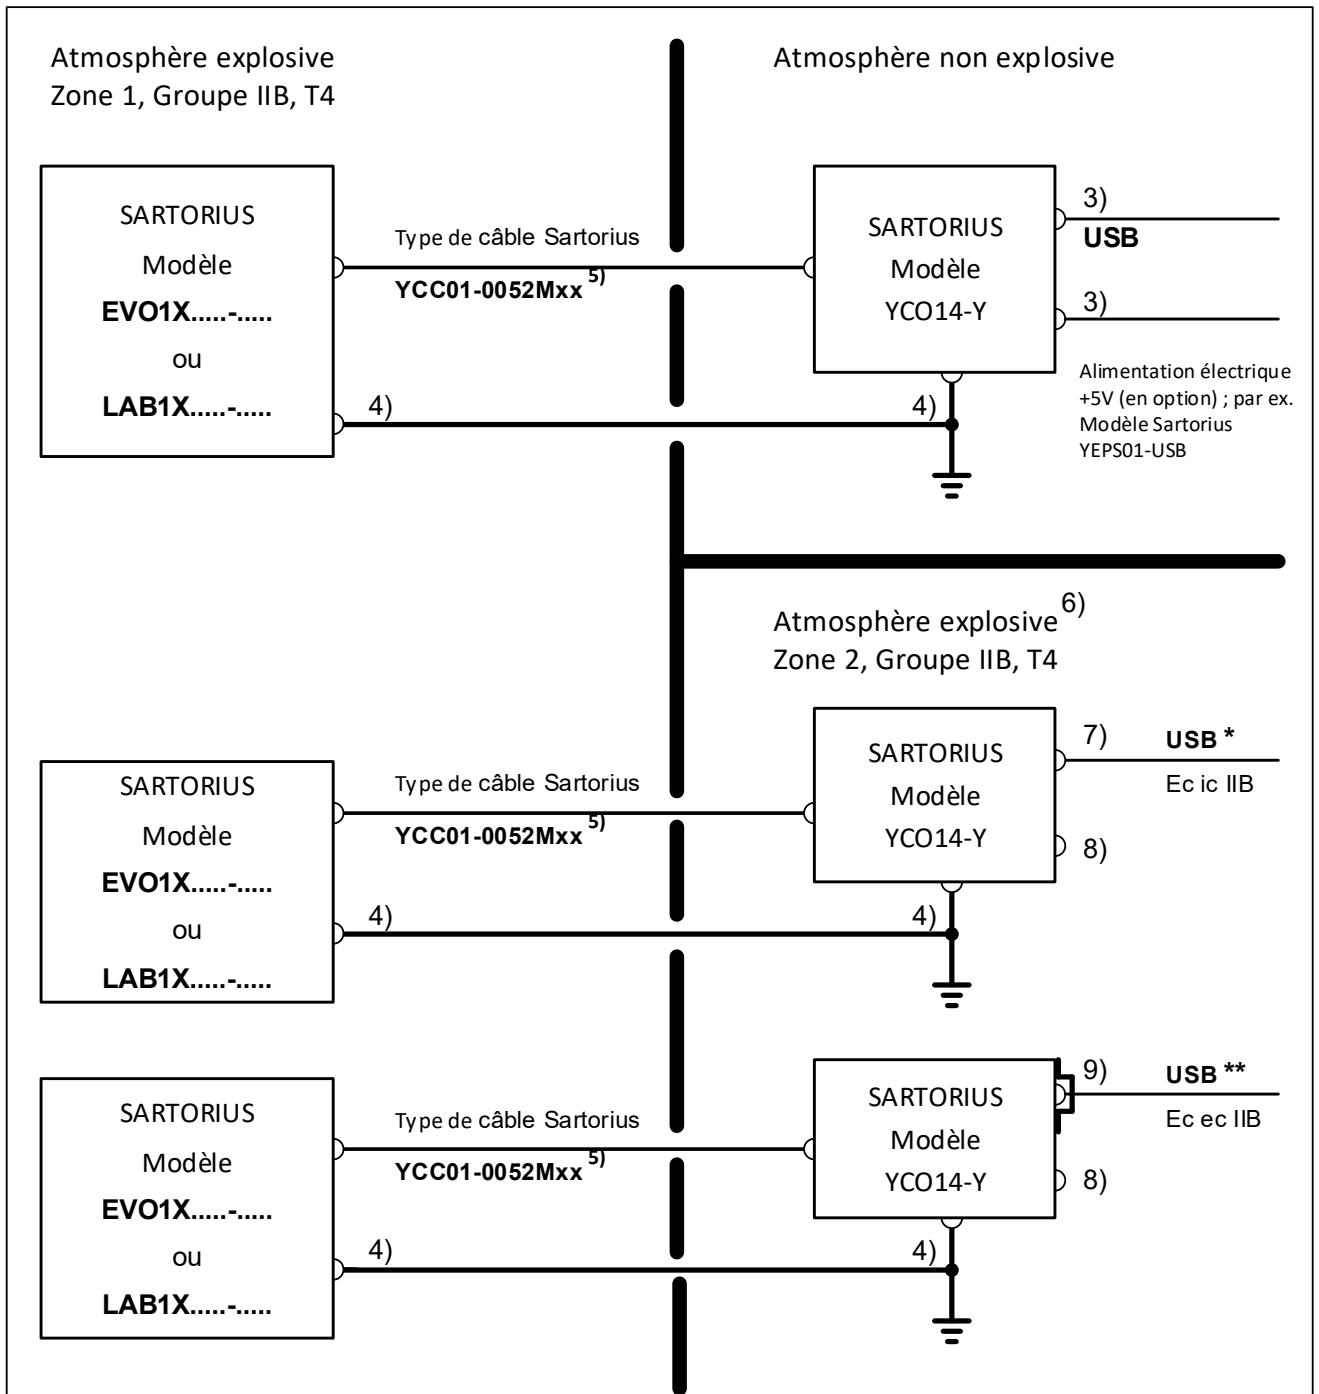 Atmosphère explosive
Zone 1, Groupe IIB, T4
Atmosphère non explosive
SARTORIUS
Modèle
EVO1X.....-.....
ou
LAB1X.....-.....
4)
Type de câble Sartorius
YCC01-0052Mxx 5)
4)
SARTORIUS
Modèle
YCO14-Y
3)
USB
3)
Alimentation électrique
+5V (en option) ; par ex.
Modèle Sartorius
YEPS01-USB
Atmosphère explosive 6)
Zone 2, Groupe IIB, T4
SARTORIUS
Modèle
EVO1X.....-.....
ou
LAB1X.....-.....
4)
Type de câble Sartorius
YCC01-0052Mxx 5)
4)
SARTORIUS
Modèle
YCO14-Y
7) USB *
Ec ic IIB
8)
SARTORIUS
Modèle
EVO1X.....-.....
ou
LAB1X.....-.....
4)
Type de câble Sartorius
YCC01-0052Mxx 5)
4)
SARTORIUS
Modèle
YCO14-Y
9) USB **
Ec ec IIB
8)